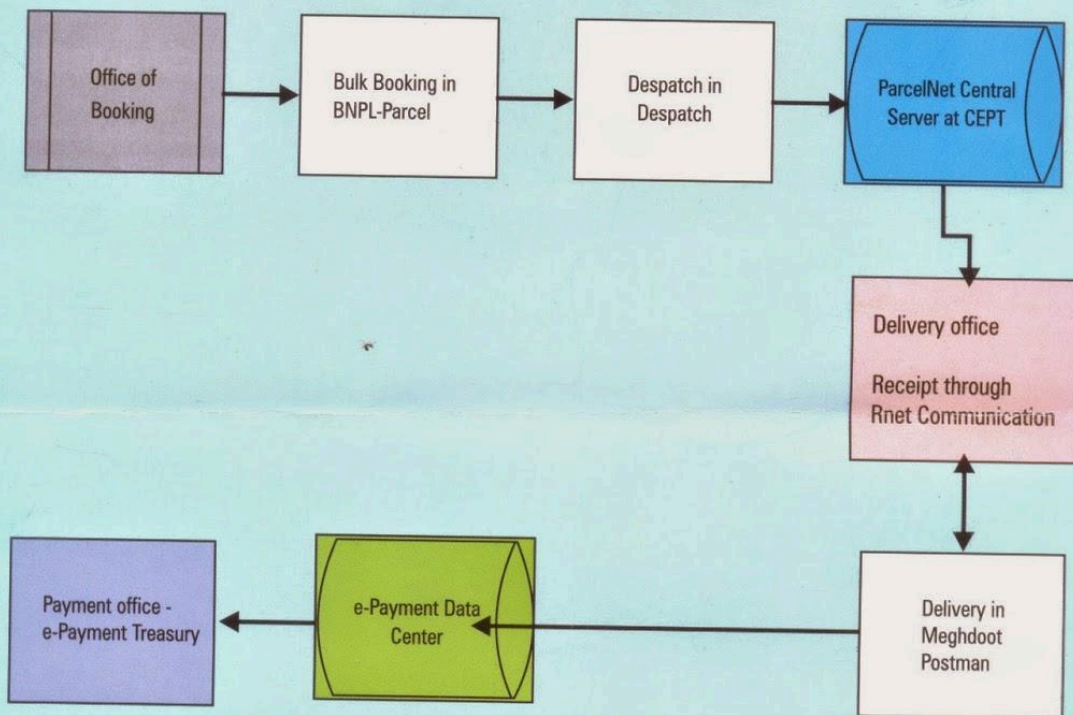 Office of
Booking
Bulk Booking in
BNPL-Parcel
Despatch in
Despatch
ParcelNet Central
Server at CEPT
Delivery office
Receipt through
Rnet Communication
Delivery in
Meghdoot
Postman
e-Payment Data
Center
Payment office -
e-Payment Treasury